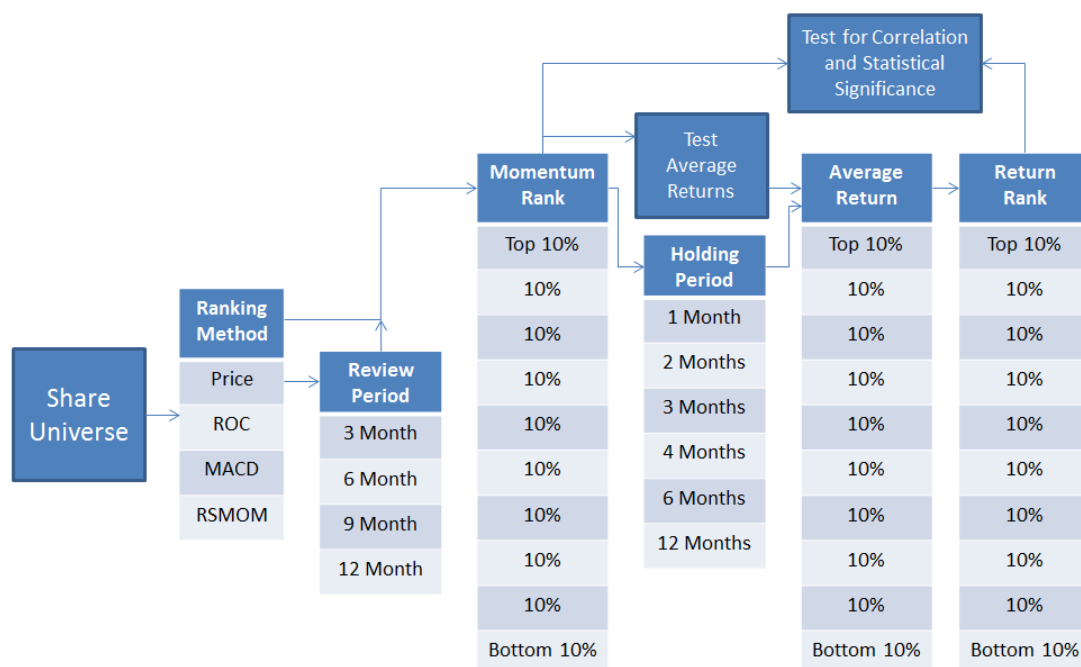 Test for Correlation
and Statistical
Significance
Test
Average
Returns
Momentum
Rank
Top 10%
10%
10%
10%
10%
10%
10%
10%
10%
Bottom 10%
Average
Return
Top 10%
10%
10%
10%
10%
10%
10%
10%
10%
Bottom 10%
Return
Rank
Top 10%
10%
10%
10%
10%
10%
10%
10%
10%
Bottom 10%
Holding
Period
1 Month
2 Months
3 Months
4 Months
6 Months
12 Months
Ranking
Method
Price
ROC
MACD
RSMOM
Review
Period
3 Month
6 Month
9 Month
12 Month
Share
Universe